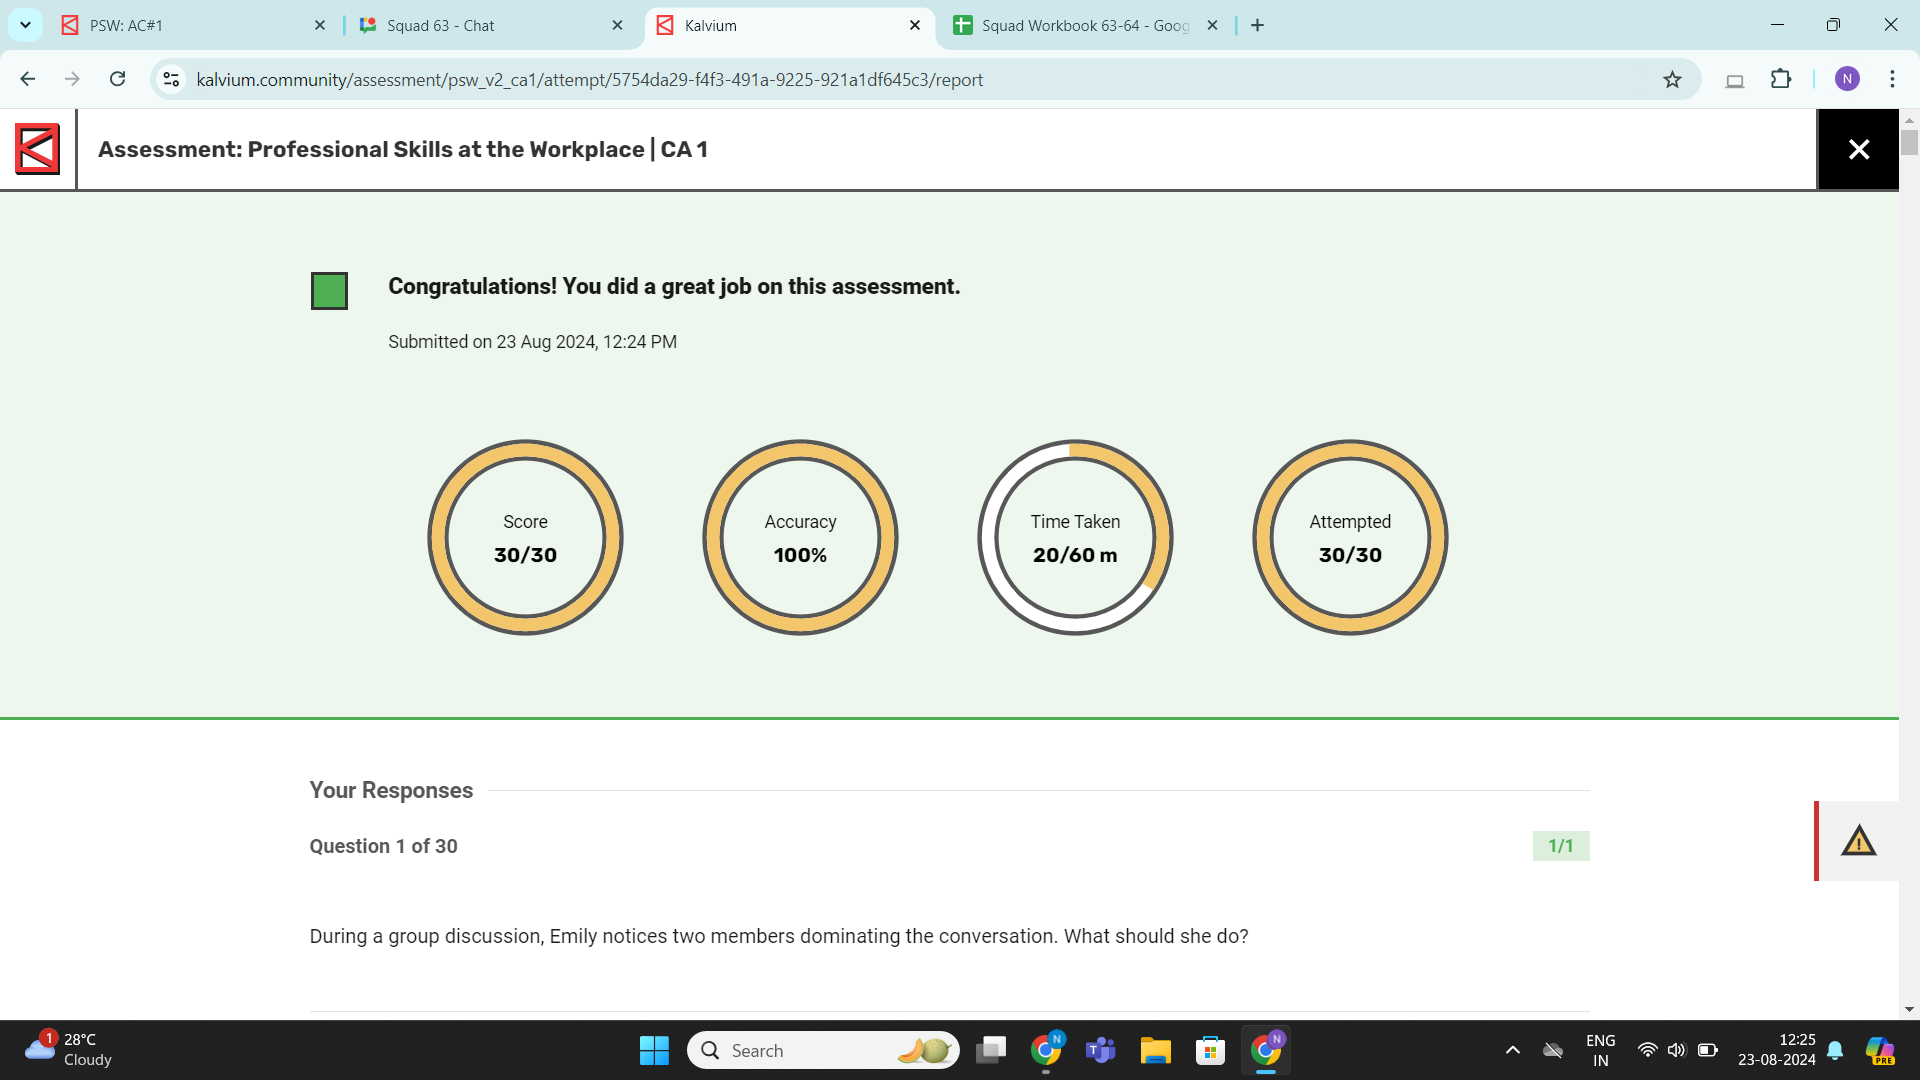 PSW: AC#1
Squad 63 - Chat
Kalvium
Squad Workbook 63-64 - Goog
kalvium.community/assessment/psw_v2_ca1/attempt/5754da29-f4f3-491a-9225-921a1df645c3/report
N
Assessment: Professional Skills at the Workplace | CA 1
Congratulations! You did a great job on this assessment.
Submitted on 23 Aug 2024, 12:24 PM
Score
30/30
Accuracy
100%
Time Taken
20/60 m
Attempted
30/30
Your Responses
Question 1 of 30
1/1
During a group discussion, Emily notices two members dominating the conversation. What should she do?
1
28°C
Cloudy
Search
N
T
N
ENG
IN
12:25
23-08-2024
PRE